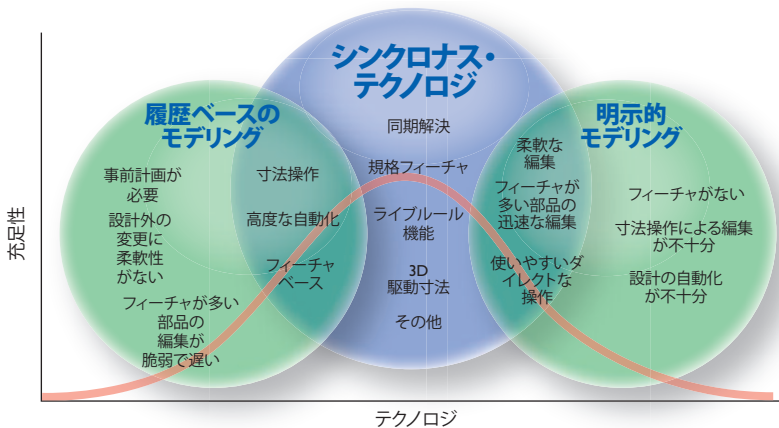 シンクロナス・
テクノロジ
同期解決
規格フィーチャ
ライブルール
機能
3D
駆動寸法
その他
履歴ベースの
モデリング
事前計画が
必要
設計外の
変更に
柔軟性
がない
フィーチャが多い
部品の
編集が
脆弱で遅い
寸法操作
高度な自動化
フィーチャ
ベース
明示的
モデリング
柔軟な
編集
フィーチャが
多い部品の
迅速な編集
使いやすいダ
イレクトな
操作
フィーチャがない
寸法操作による編集
が不十分
設計の自動化
が不十分
充足性
テクノロジ